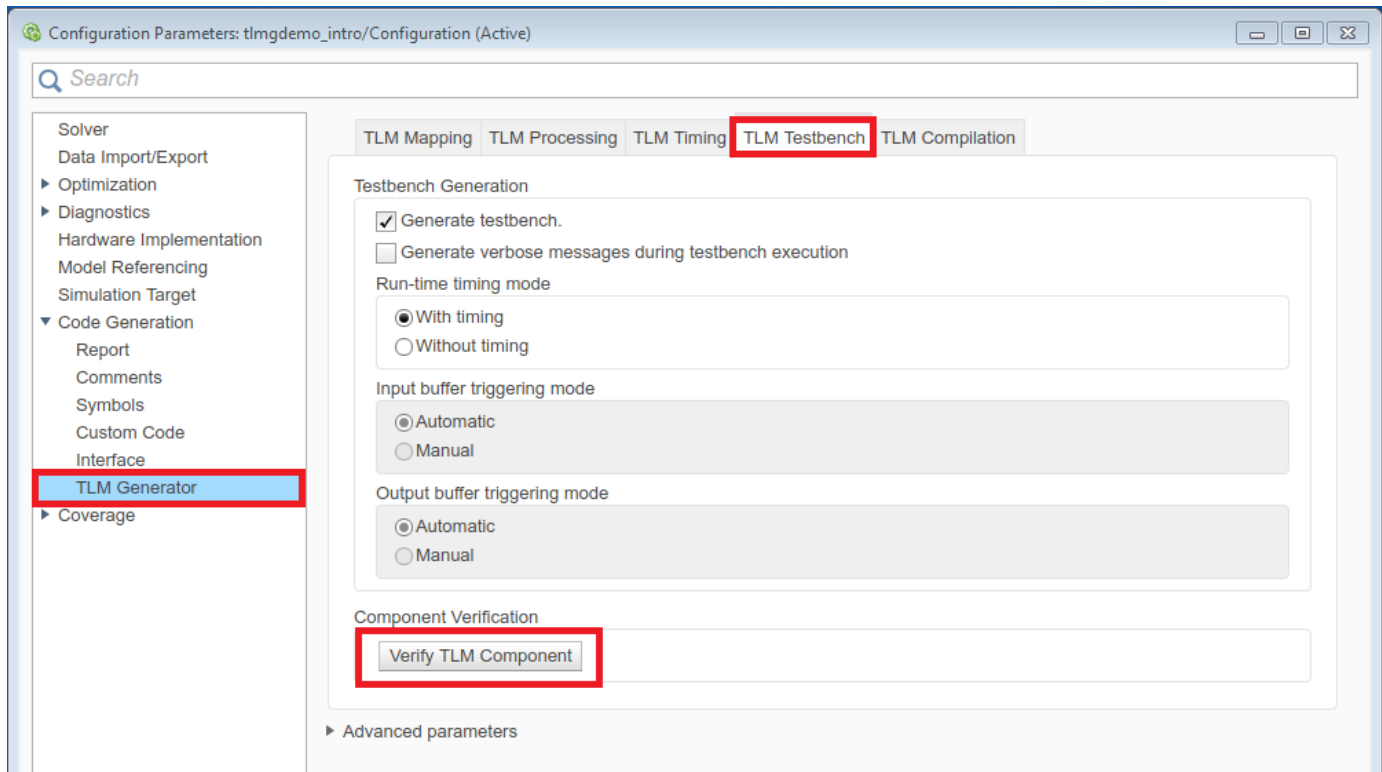 Configuration Parameters: tlmgdemo_intro/Configuration (Active)
Search
Solver
Data Import/Export
Optimization
Diagnostics
Hardware Implementation
Model Referencing
Simulation Target
Code Generation
Report
Comments
Symbols
Custom Code
Interface
TLM Generator
Coverage
TLM Mapping TLM Processing TLM Timing TLM Testbench TLM Compilation
Testbench Generation
Generate testbench.
Generate verbose messages during testbench execution
Run-time timing mode
With timing
Without timing
Input buffer triggering mode
Automatic
Manual
Output buffer triggering mode
Automatic
Manual
Component Verification
Verify TLM Component
Advanced parameters